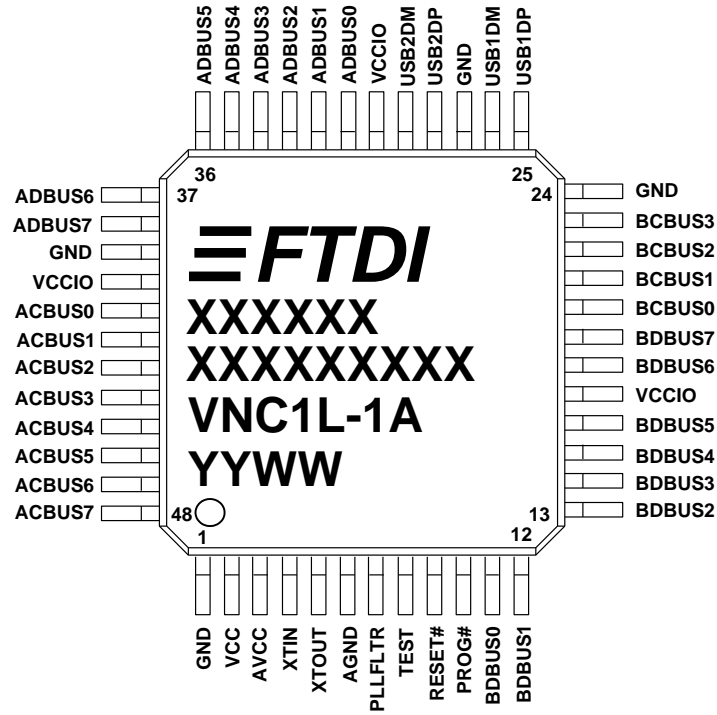 ADBUS5
ADBUS4
ADBUS3
ADBUS2
ADBUS1
ADBUS0
VCCIO
USB2DM
USB2DP
GND
USB1DM
USB1DP
36
25
37
24
ADBUS6
ADBUS7
GND
VCCIO
ACBUS0
ACBUS1
ACBUS2
ACBUS3
ACBUS4
ACBUS5
ACBUS6
ACBUS7
FTDI
XXXXXX
XXXXXXXXX
VNC1L-1A
YYWW
GND
BCBUS3
BCBUS2
BCBUS1
BCBUS0
BDBUS7
BDBUS6
VCCIO
BDBUS5
BDBUS4
BDBUS3
BDBUS2
48
13
1
12
GND
VCC
AVCC
XTIN
XTOUT
AGND
PLLFLTR
TEST
RESET#
PROG#
BDBUS0
BDBUS1